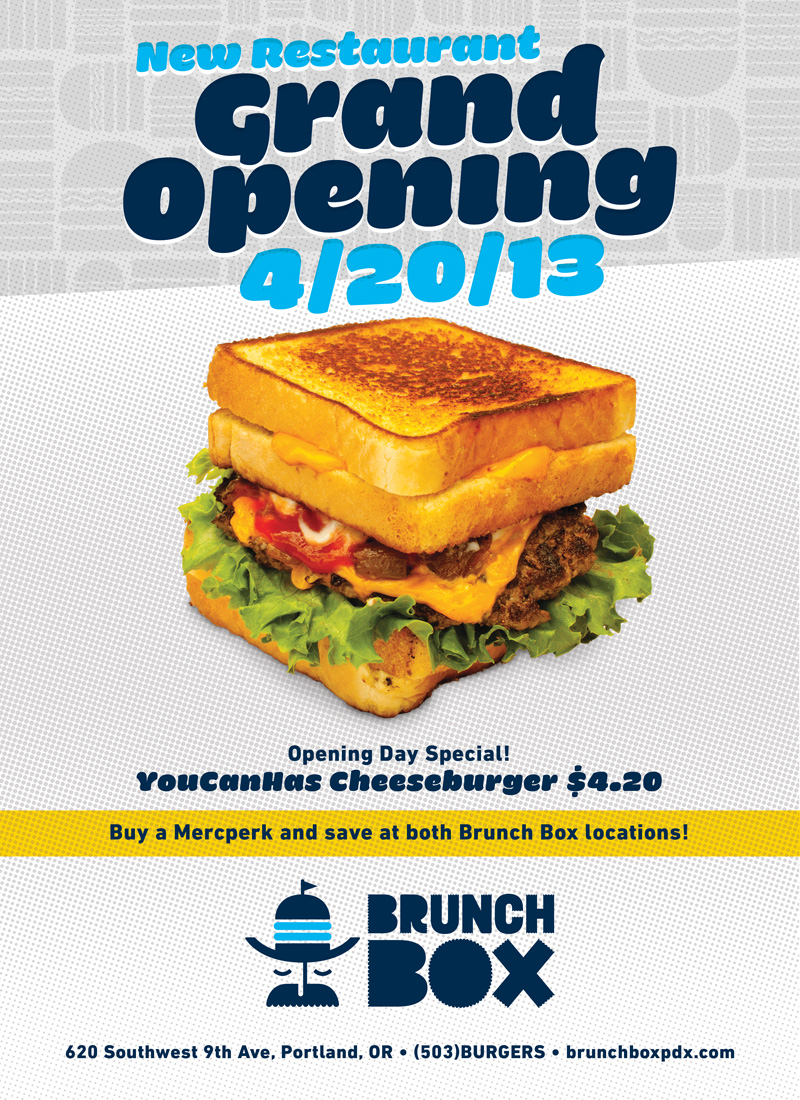 New Restaurant
Grand
Opening
4/20/13
Opening Day Special!
YouCanHas Cheeseburger $4.20
Buy a Mercperk and save at both Brunch Box locations!
BRUNCH
BOX
620 Southwest 9th Ave, Portland, OR • (503)BURGERS • brunchboxpdx.com